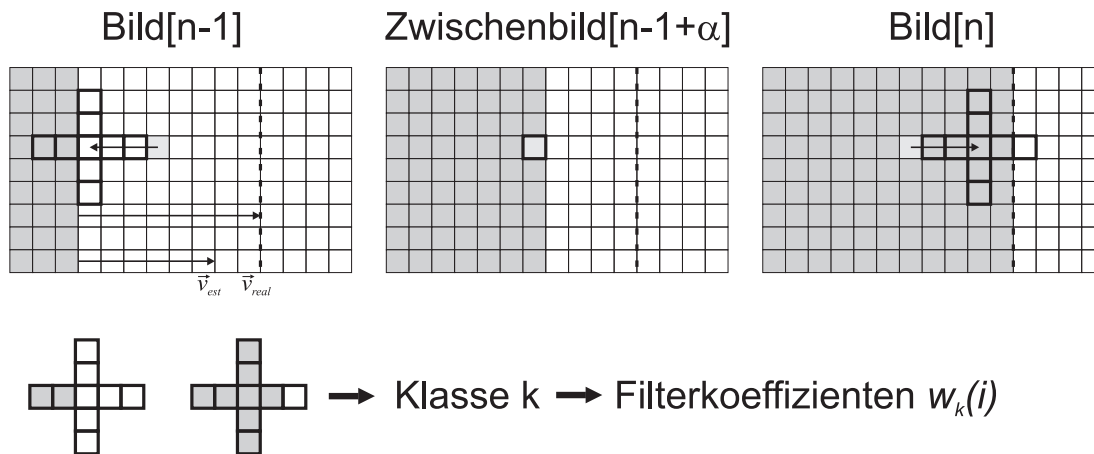 Bild[n-1]
Zwischenbild[n-1+α]
Bild[n]
v⃗est
v⃗real
Klasse k
Filterkoeffizienten wk(i)